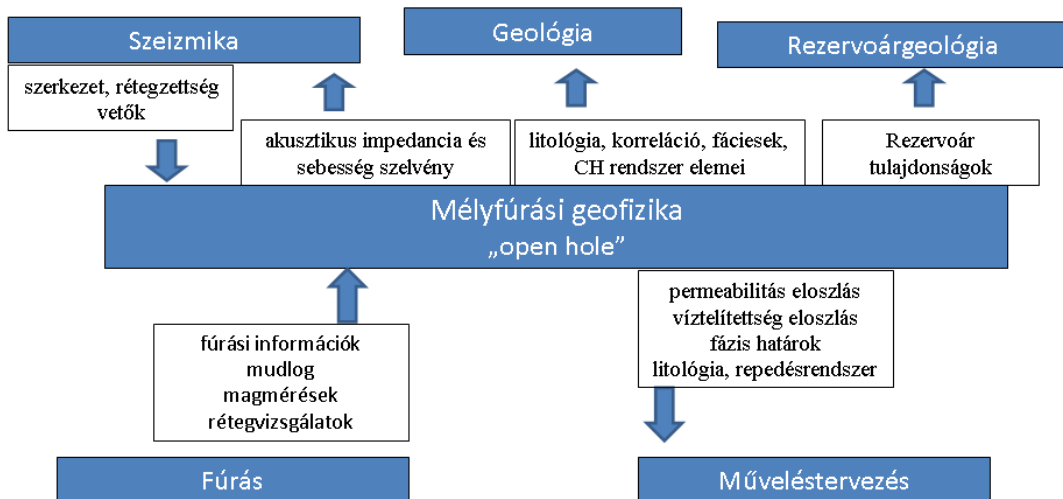 Szeizmika
Geológia
Rezervoárgeológia
szerkezet, rétegzettség
vetők
akusztikus impedancia és
sebesség szelvény
litológia, korreláció, fáciesek,
CH rendszer elemei
Rezervoár
tulajdonságok
Mélyfúrási geofizika
„open hole”
fúrási információk
mudlog
magmérések
rétegvizsgálatok
permeabilitás eloszlás
víztelítettség eloszlás
fázis határok
litológia, repedésrendszer
Fúrás
Műveléstervezés